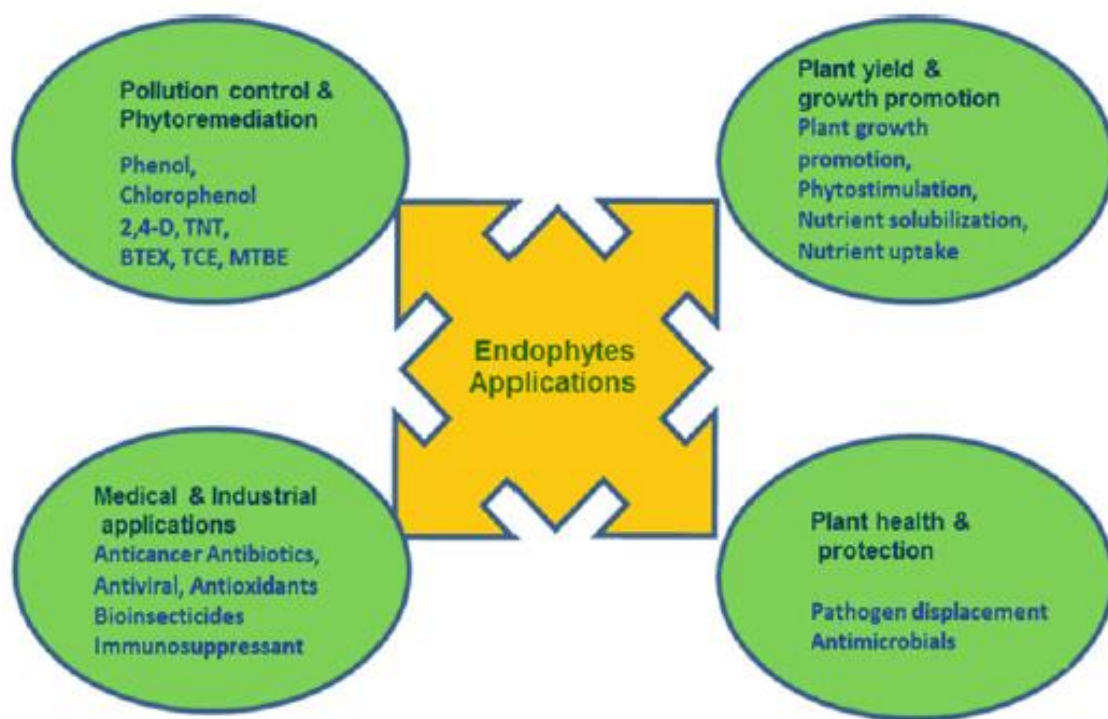 Pollution control &
Phytoremediation
Phenol,
Chlorophenol
2,4-D, TNT,
BTEX, TCE, MTBE
Plant yield &
growth promotion
Plant growth
promotion,
Phytostimulation,
Nutrient solubilization,
Nutrient uptake
Endophytes
Applications
Medical & Industrial
applications
Anticancer Antibiotics,
Antiviral, Antioxidants
Bioinsecticides
Immunosuppressant
Plant health &
protection
Pathogen displacement
Antimicrobials